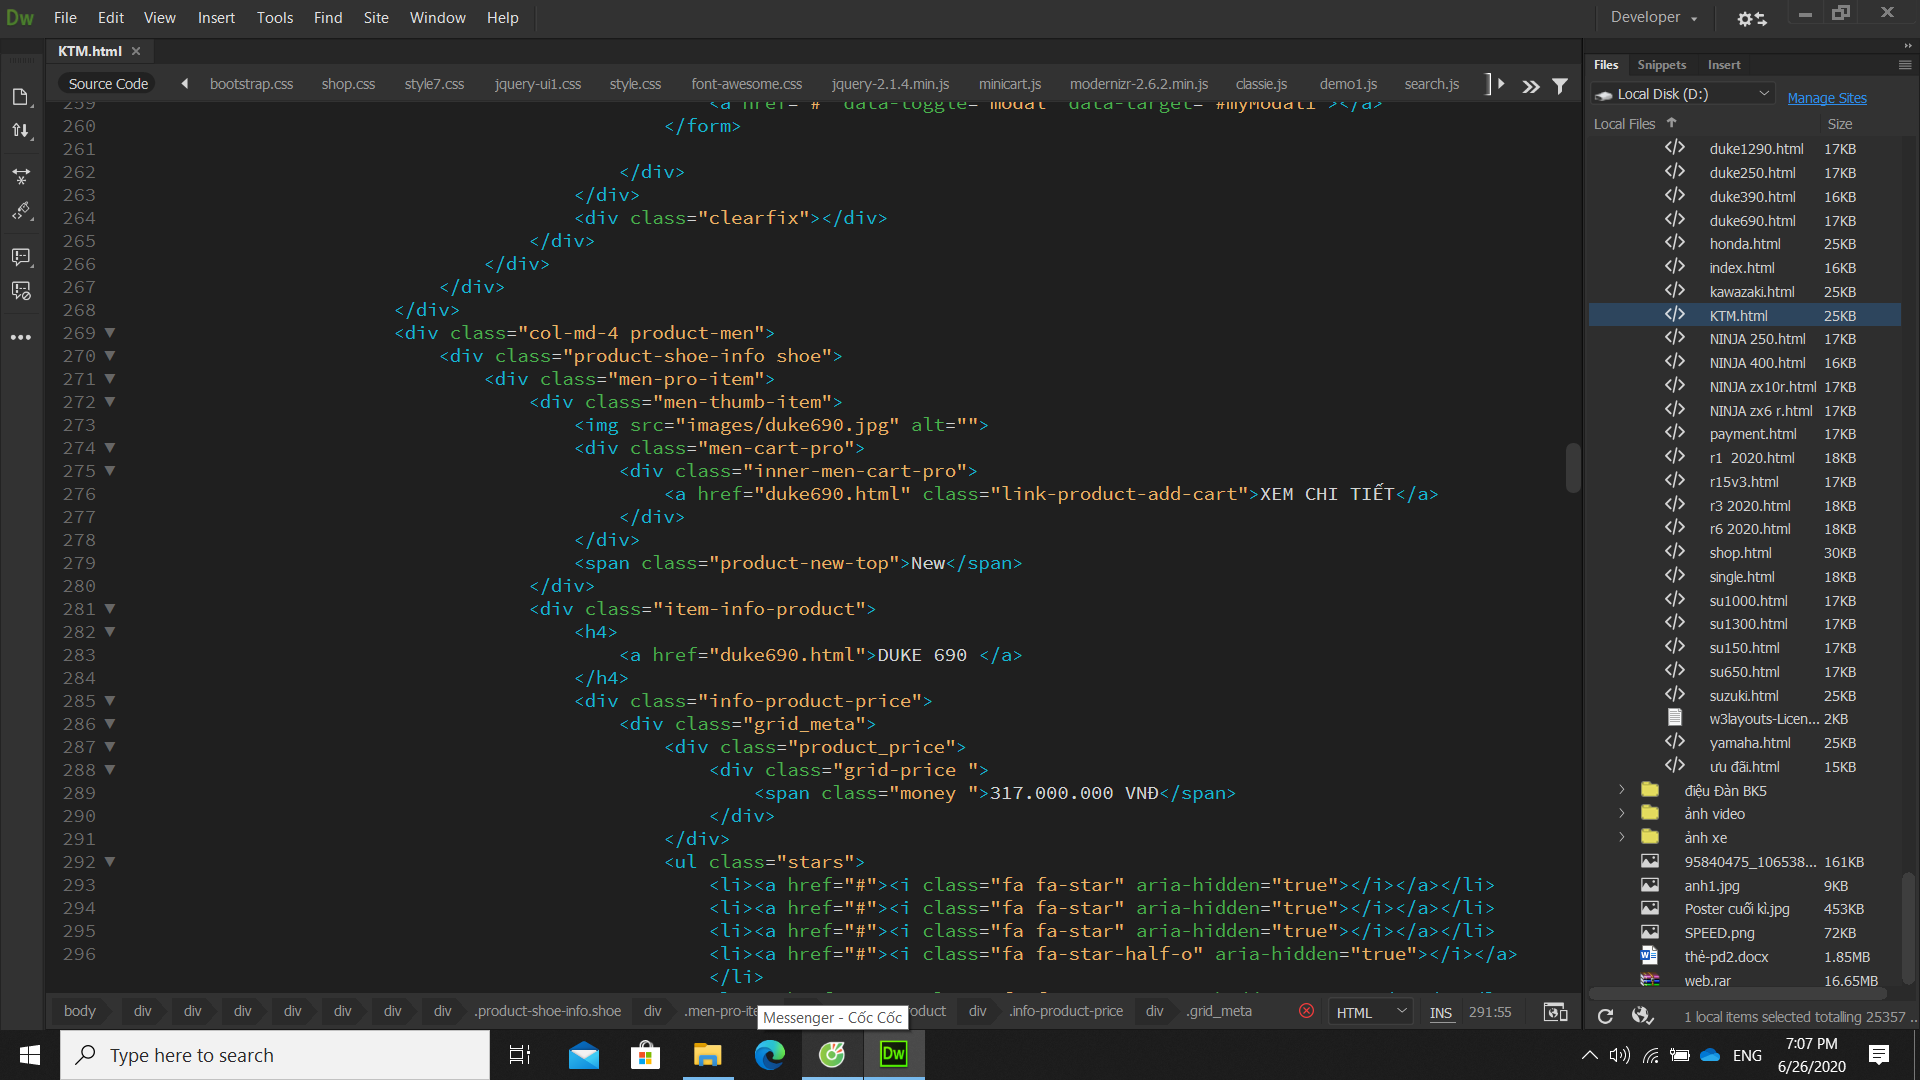 Dw File Edit View Insert Tools Find Site Window Help Developer
KTM.html
Source Code bootstrap.css shop.css style7.css jquery-ui1.css style.css font-awesome.css jquery-2.1.4.min.js minicart.js modernizr-2.6.2.min.js classie.js demo1.js search.js
259 <a href="#" data-toggle="modal" data-target="#myModal1"></a>
260 </form>
261
262 </div>
263 </div>
264 <div class="clearfix"></div>
265 </div>
266 </div>
267 </div>
268 </div>
269 <div class="col-md-4 product-men">
270 <div class="product-shoe-info shoe">
271 <div class="men-pro-item">
272 <div class="men-thumb-item">
273 <img src="images/duke690.jpg" alt="">
274 <div class="men-cart-pro">
275 <div class="inner-men-cart-pro">
276 <a href="duke690.html" class="link-product-add-cart">XEM CHI TIẾT</a>
277 </div>
278 </div>
279 <span class="product-new-top">New</span>
280 </div>
281 <div class="item-info-product">
282 <h4>
283 <a href="duke690.html">DUKE 690 </a>
284 </h4>
285 <div class="info-product-price">
286 <div class="grid_meta">
287 <div class="product_price">
288 <div class="grid-price ">
289 <span class="money ">317.000.000 VNĐ</span>
290 </div>
291 </div>
292 <ul class="stars">
293 <li><a href="#"><i class="fa fa-star" aria-hidden="true"></i></a></li>
294 <li><a href="#"><i class="fa fa-star" aria-hidden="true"></i></a></li>
295 <li><a href="#"><i class="fa fa-star" aria-hidden="true"></i></a></li>
296 <li><a href="#"><i class="fa fa-star-half-o" aria-hidden="true"></i></a>
</li>
body div div div div div div div .product-shoe-info.shoe div .men-pro-ite roduct div .info-product-price div .grid_meta HTML INS 291:55
Messenger - Cốc Cốc
Files Snippets Insert
Local Disk (D:) Manage Sites
Local Files Size
duke1290.html 17KB
duke250.html 17KB
duke390.html 16KB
duke690.html 17KB
honda.html 25KB
index.html 16KB
kawazaki.html 25KB
KTM.html 25KB
NINJA 250.html 17KB
NINJA 400.html 16KB
NINJA zx10r.html 17KB
NINJA zx6 r.html 17KB
payment.html 17KB
r1 2020.html 18KB
r15v3.html 17KB
r3 2020.html 18KB
r6 2020.html 18KB
shop.html 30KB
single.html 18KB
su1000.html 17KB
su1300.html 17KB
su150.html 17KB
su650.html 17KB
suzuki.html 25KB
w3layouts-Licen... 2KB
yamaha.html 25KB
ưu đãi.html 15KB
điệu Đàn BK5
ảnh video
ảnh xe
95840475_106538... 161KB
anh1.jpg 9KB
Poster cuối kì.jpg 453KB
SPEED.png 72KB
thẻ-pd2.docx 1.85MB
web.rar 16.65MB
1 local items selected totalling 25357 ..
Type here to search
Dw
ENG
7:07 PM
6/26/2020